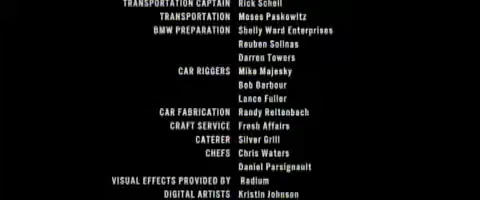 TRANSPORTATION CAPTAIN Rick Schell
TRANSPORTATION Moses Paskowitz
BMW PREPARATION Shelly Ward Enterprises
Reuben Solinas
Darren Towers
CAR RIGGERS Mike Majesky
Bob Barbour
Lance Fuller
CAR FABRICATION Randy Reitenbach
CRAFT SERVICE Fresh Affairs
CATERER Silver Grill
CHEFS Chris Waters
Daniel Parsignault
VISUAL EFFECTS PROVIDED BY Radium
DIGITAL ARTISTS Kristin Johnson